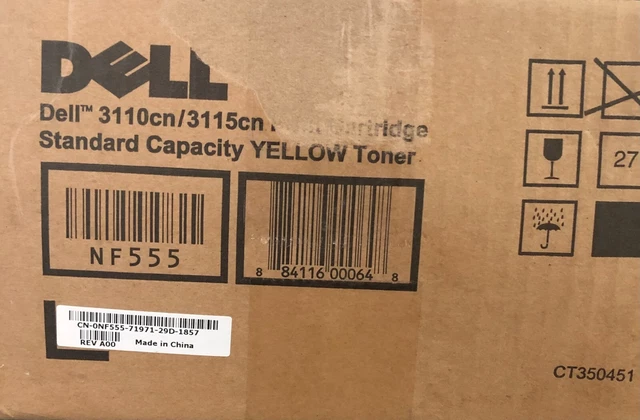 DELL
Dell™ 3110cn/3115cn Cartridge
Standard Capacity YELLOW Toner
NF555
8 84116 00064 8
27
CN-0NF555-71971-29D-1857
REV A00 Made in China
CT350451